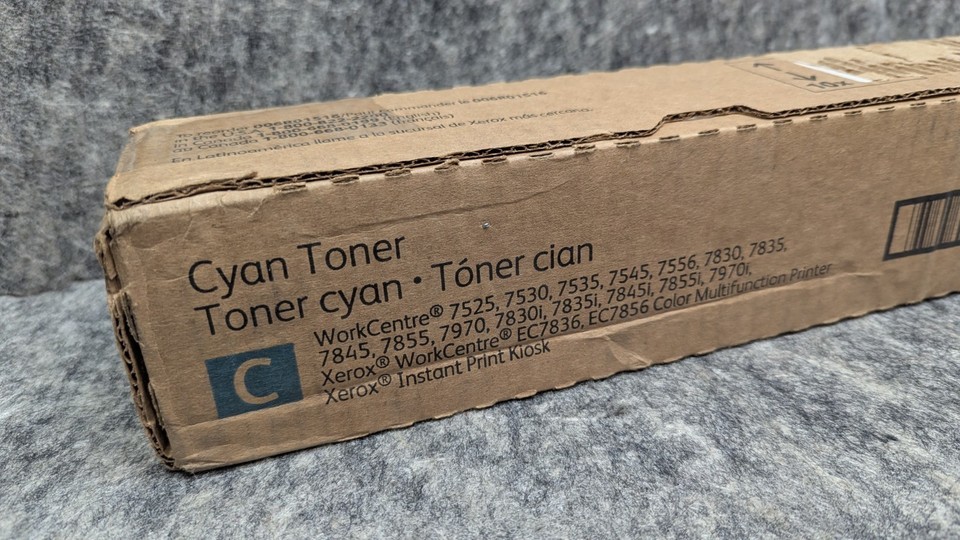 006R01516
En Latinoamérica llame a la sucursal de Xerox más cercana.
Cyan Toner
Toner cyan • Tóner cian
C
WorkCentre® 7525, 7530, 7535, 7545, 7556, 7830, 7835,
7845, 7855, 7970, 7830i, 7835i, 7845i, 7855i, 7970i,
Xerox® WorkCentre® EC7836, EC7856 Color Multifunction Printer
Xerox® Instant Print Kiosk